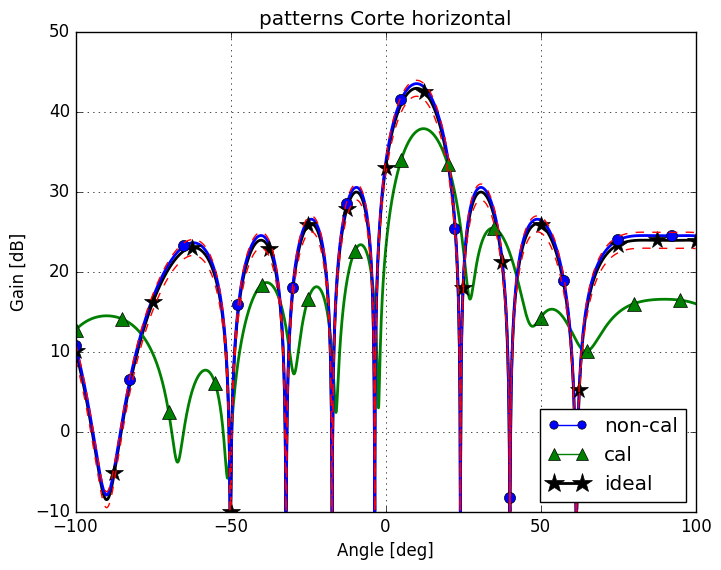 patterns Corte horizontal
50
40
30
20
10
0
−10
Gain [dB]
−100
−50
0
50
100
Angle [deg]
non-cal
cal
ideal